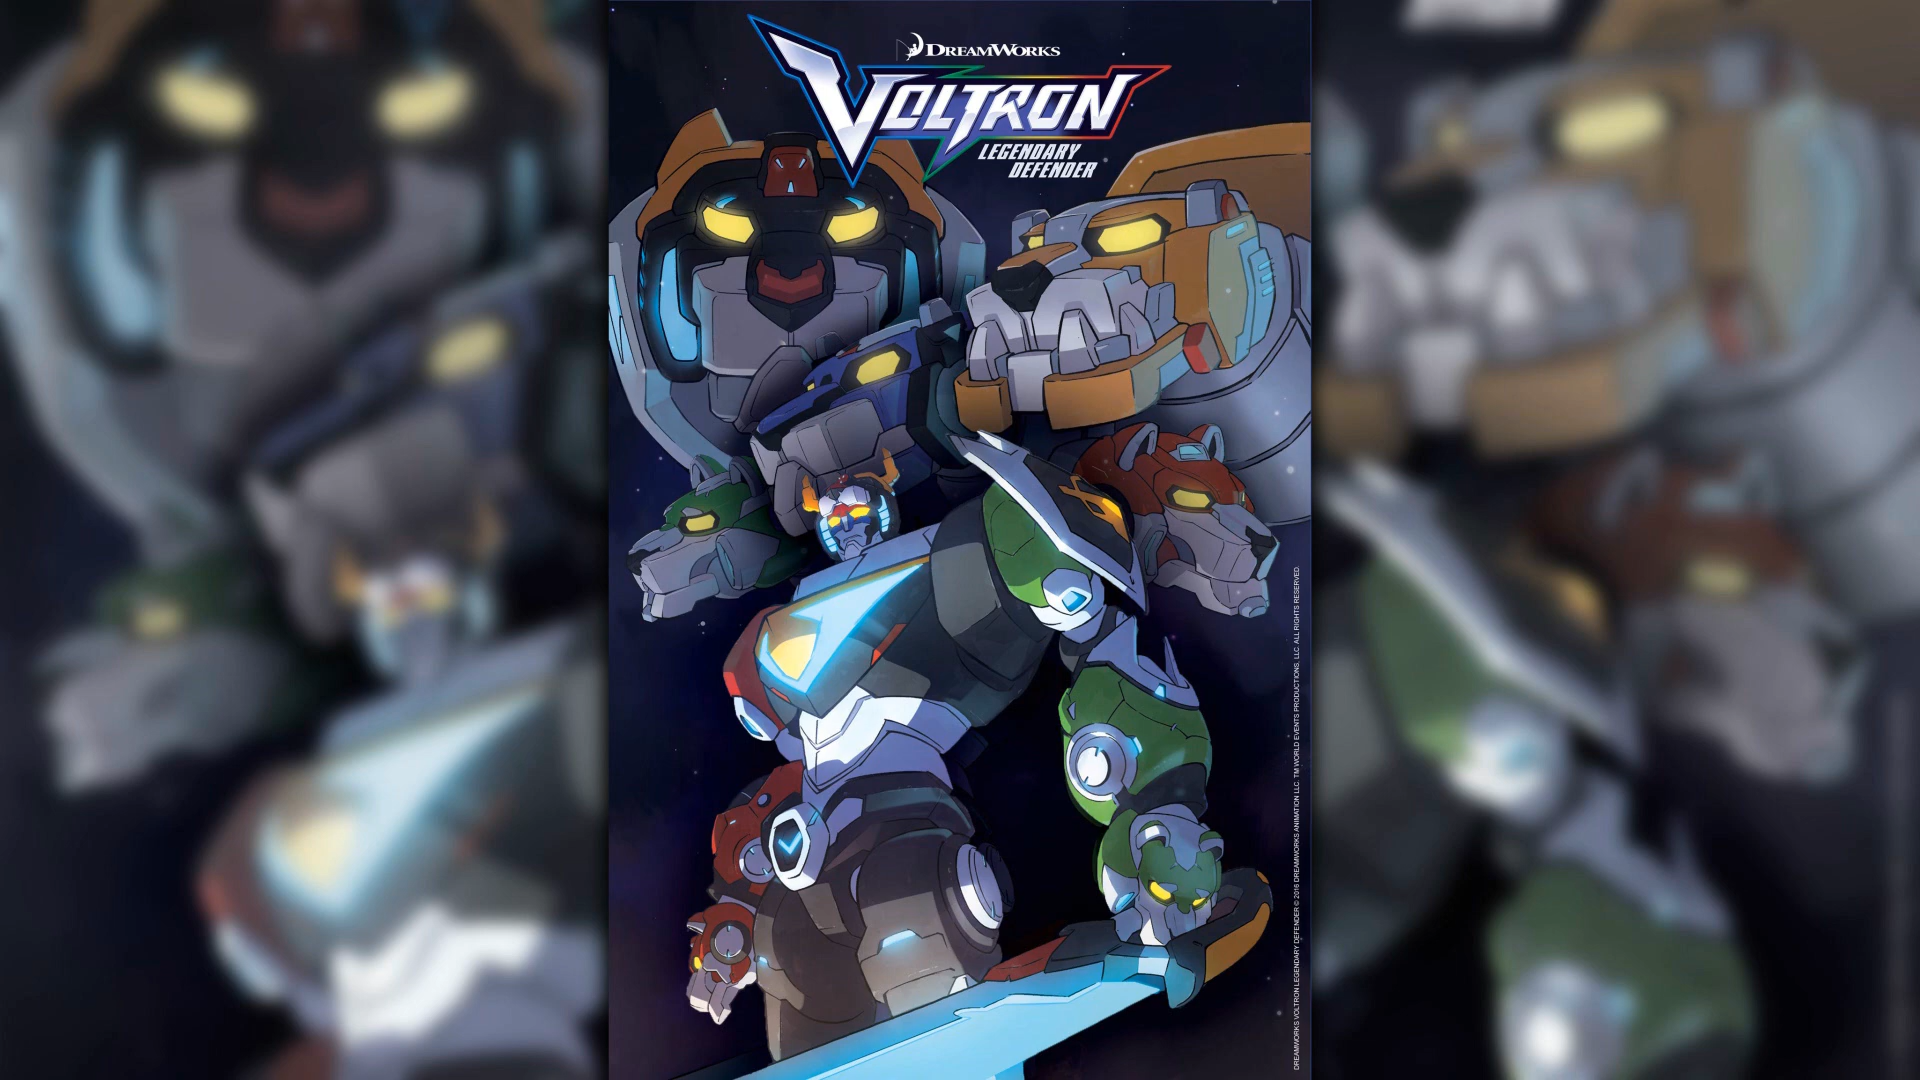 DREAMWORKS
VOLTRON
LEGENDARY
DEFENDER
DREAMWORKS VOLTRON LEGENDARY DEFENDER © 2016 DREAMWORKS ANIMATION LLC. TM WORLD EVENTS PRODUCTIONS, LLC. ALL RIGHTS RESERVED.